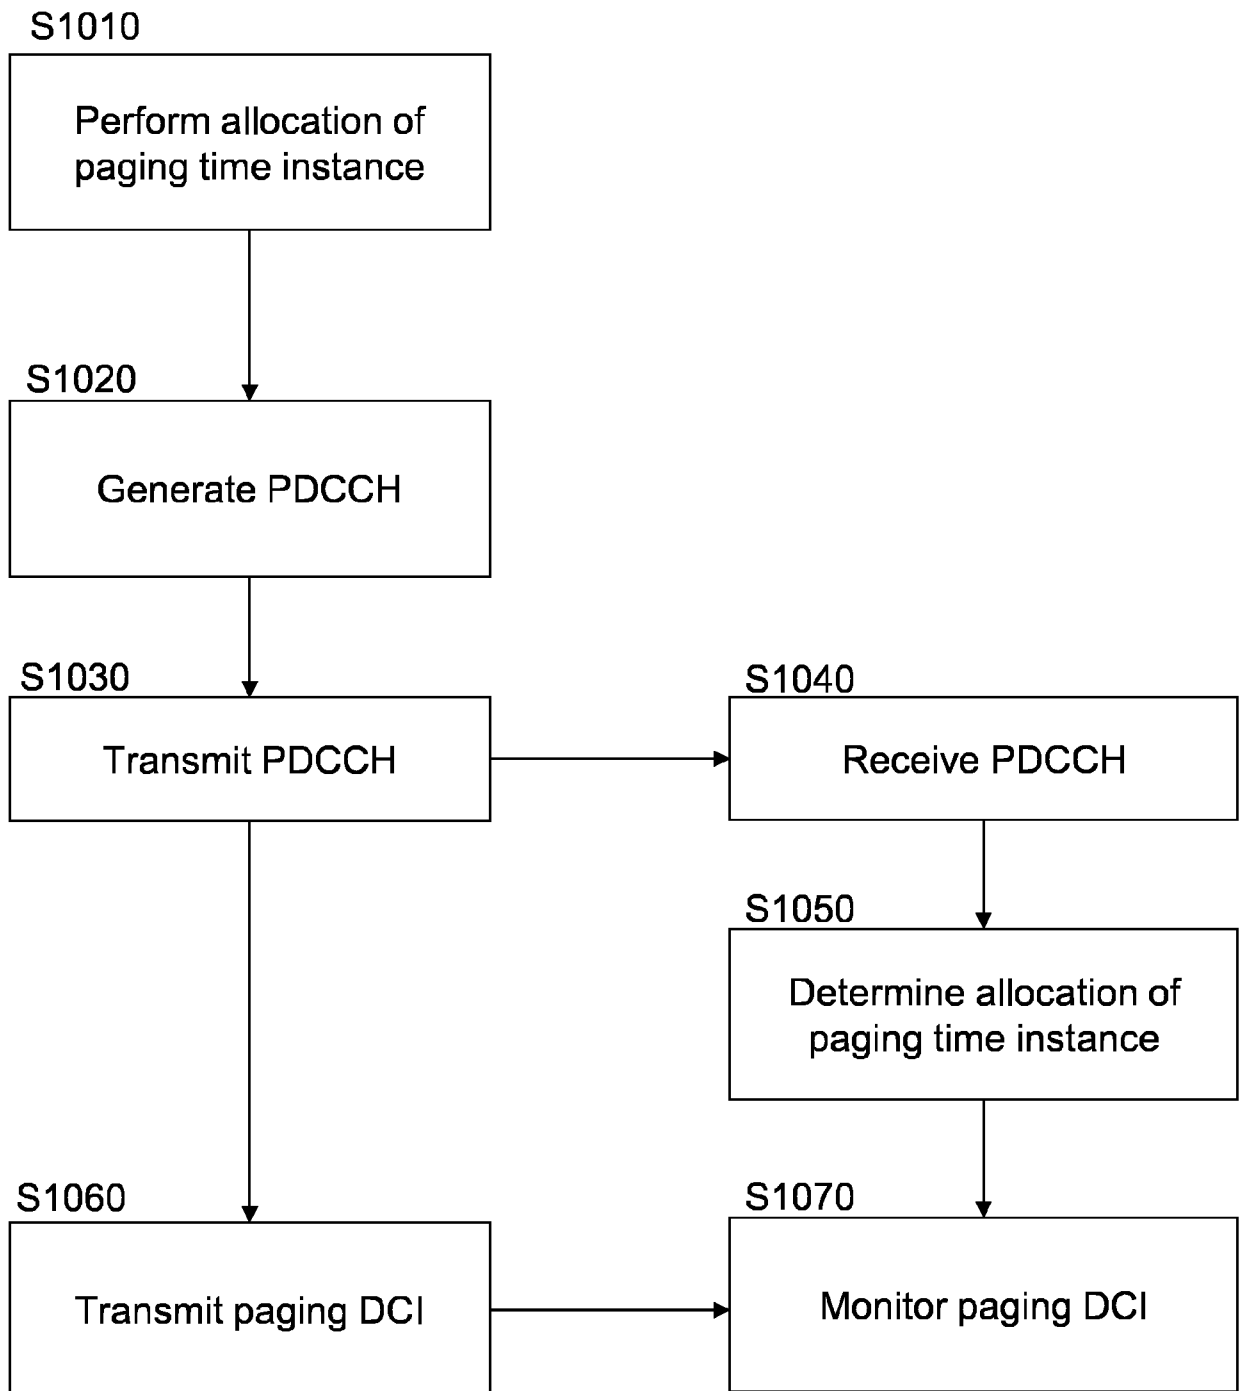 S1010
Perform allocation of
paging time instance
S1020
Generate PDCCH
S1030
Transmit PDCCH
S1040
Receive PDCCH
S1050
Determine allocation of
paging time instance
S1060
Transmit paging DCI
S1070
Monitor paging DCI